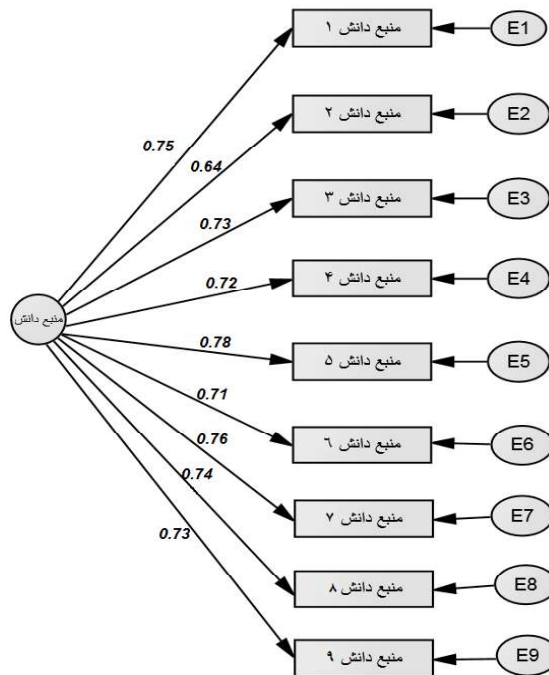 منبع دانش ۱
E1
منبع دانش ۲
E2
0.75
0.64
منبع دانش ۳
E3
0.73
منبع دانش ۴
E4
0.72
منبع دانش
منبع دانش ۵
E5
0.78
0.71
منبع دانش ۶
E6
0.76
0.74
منبع دانش ۷
E7
0.73
منبع دانش ۸
E8
منبع دانش ۹
E9